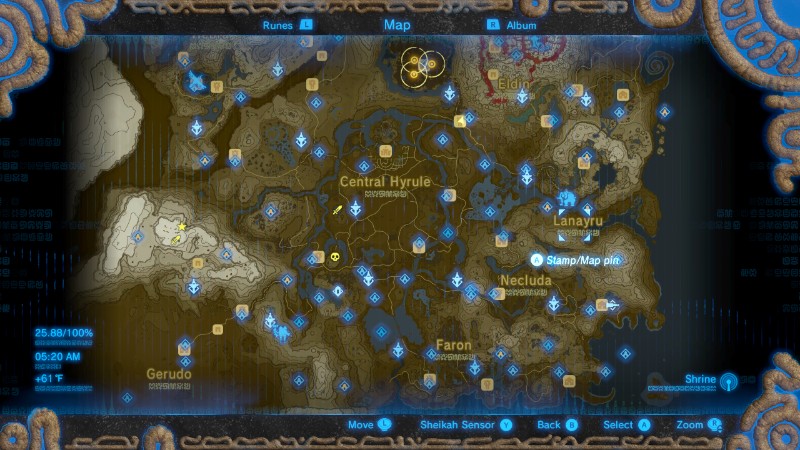 Runes L Map R Album
Eldin
Central Hyrule
Lanayru
A Stamp/Map pin
Necluda
Faron
Gerudo
25.88/100%
05:20 AM
+61°F
Shrine
Move L Sheikah Sensor Y Back B Select A Zoom R